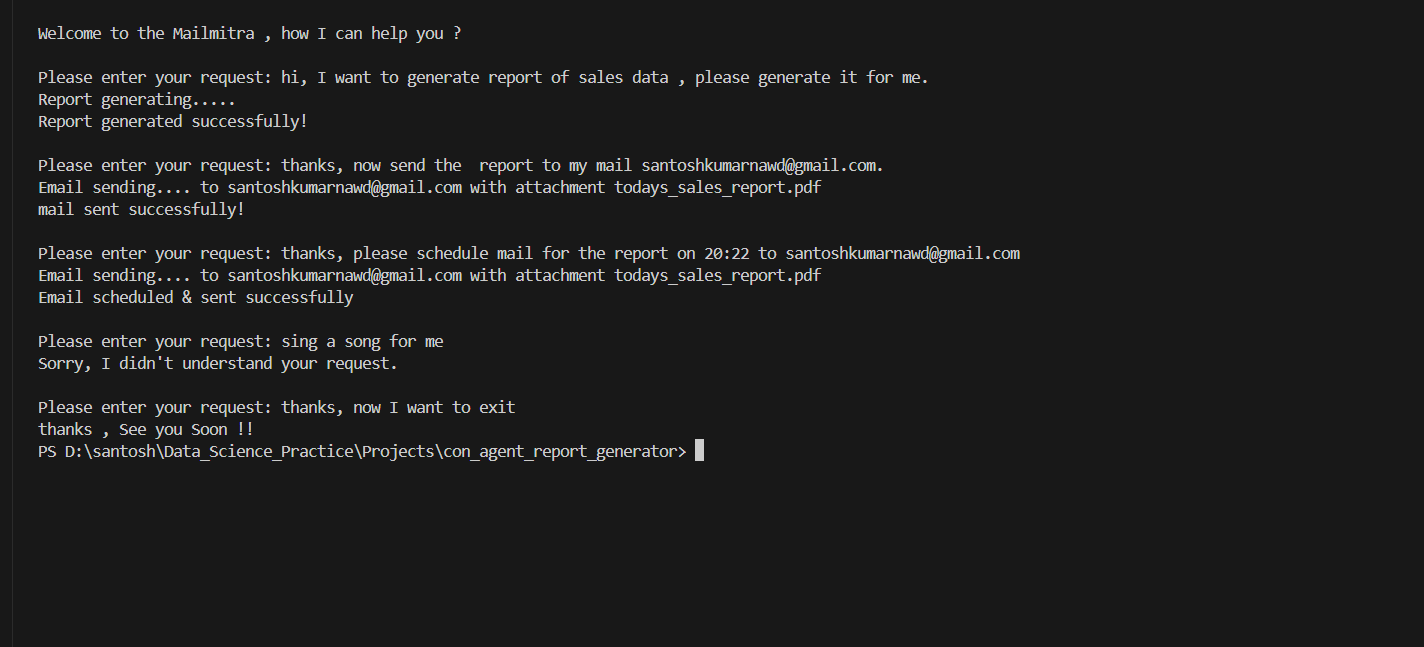 Welcome to the Mailmitra , how I can help you ?
Please enter your request: hi, I want to generate report of sales data , please generate it for me.
Report generating.....
Report generated successfully!
Please enter your request: thanks, now send the  report to my mail santoshkumarnawd@gmail.com.
Email sending.... to santoshkumarnawd@gmail.com with attachment todays_sales_report.pdf
mail sent successfully!
Please enter your request: thanks, please schedule mail for the report on 20:22 to santoshkumarnawd@gmail.com
Email sending.... to santoshkumarnawd@gmail.com with attachment todays_sales_report.pdf
Email scheduled & sent successfully
Please enter your request: sing a song for me
Sorry, I didn't understand your request.
Please enter your request: thanks, now I want to exit
thanks , See you Soon !!
PS D:\santosh\Data_Science_Practice\Projects\con_agent_report_generator>